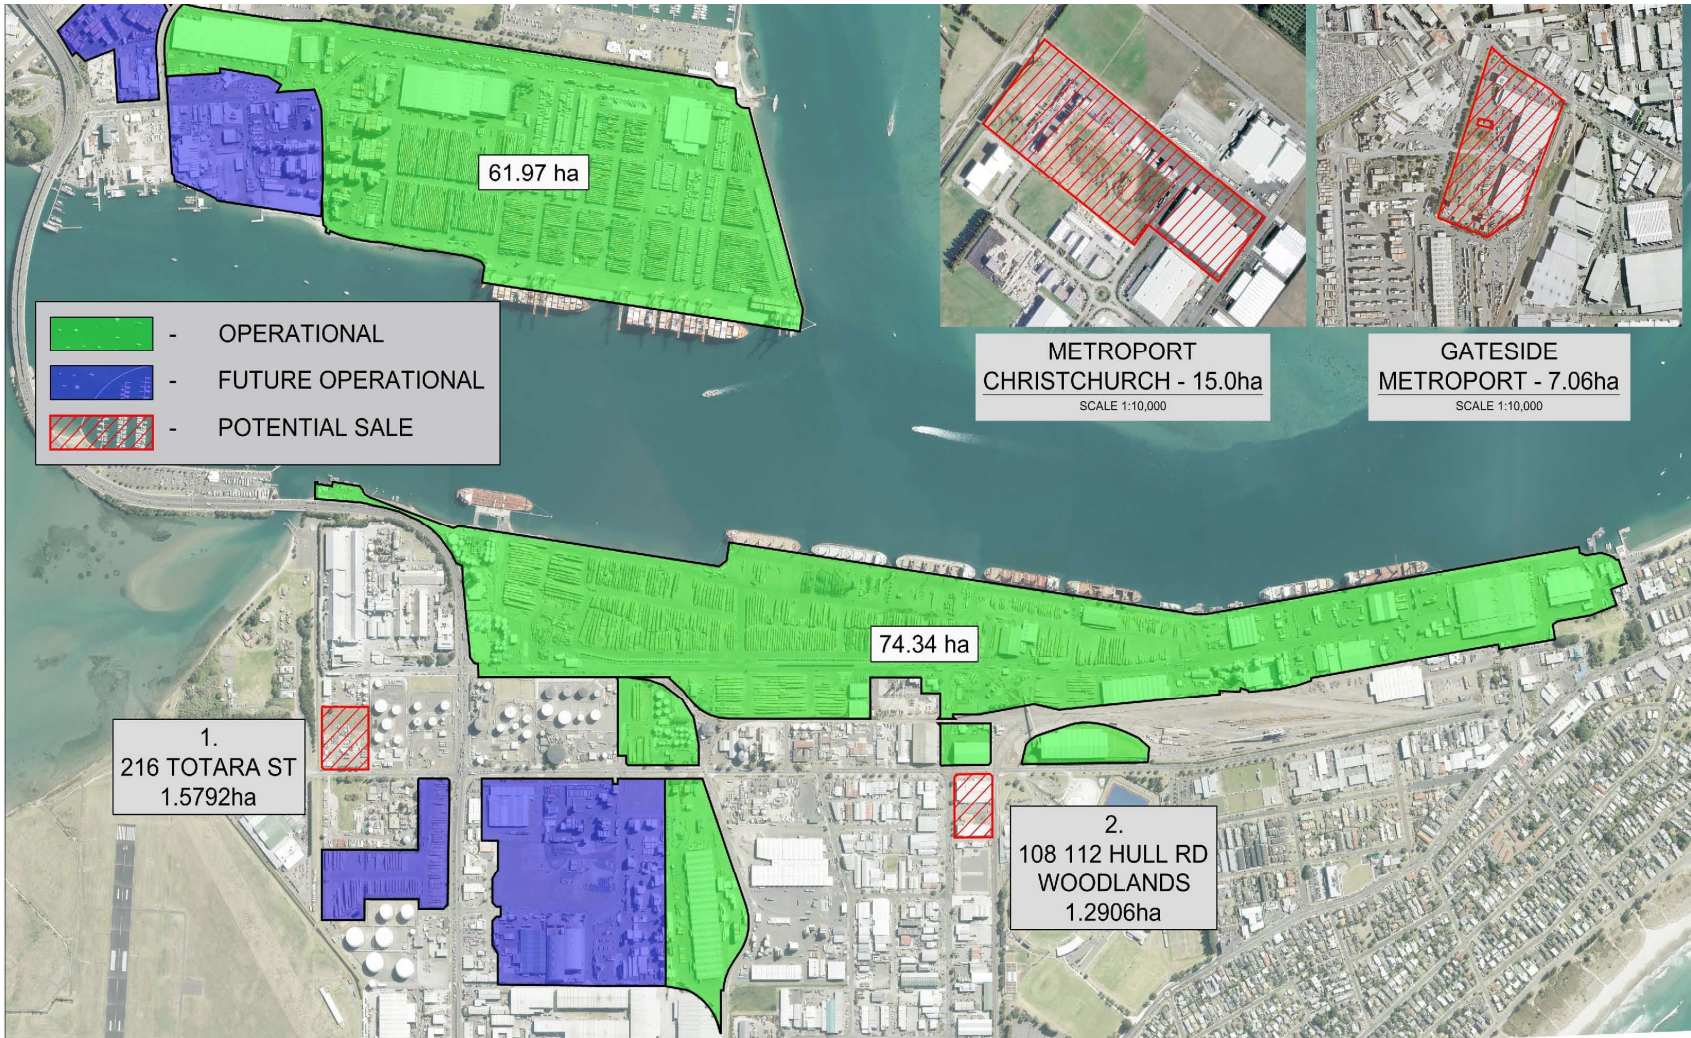 61.97 ha
- OPERATIONAL
- FUTURE OPERATIONAL
- POTENTIAL SALE
METROPORT
CHRISTCHURCH - 15.0ha
SCALE 1:10,000
GATESIDE
METROPORT - 7.06ha
SCALE 1:10,000
74.34 ha
1.
216 TOTARA ST
1.5792ha
2.
108 112 HULL RD
WOODLANDS
1.2906ha